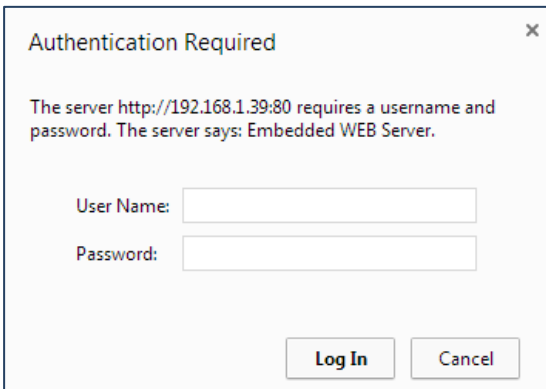 Authentication Required
The server http://192.168.1.39:80 requires a username and
password. The server says: Embedded WEB Server.
User Name:
Password:
Log In
Cancel